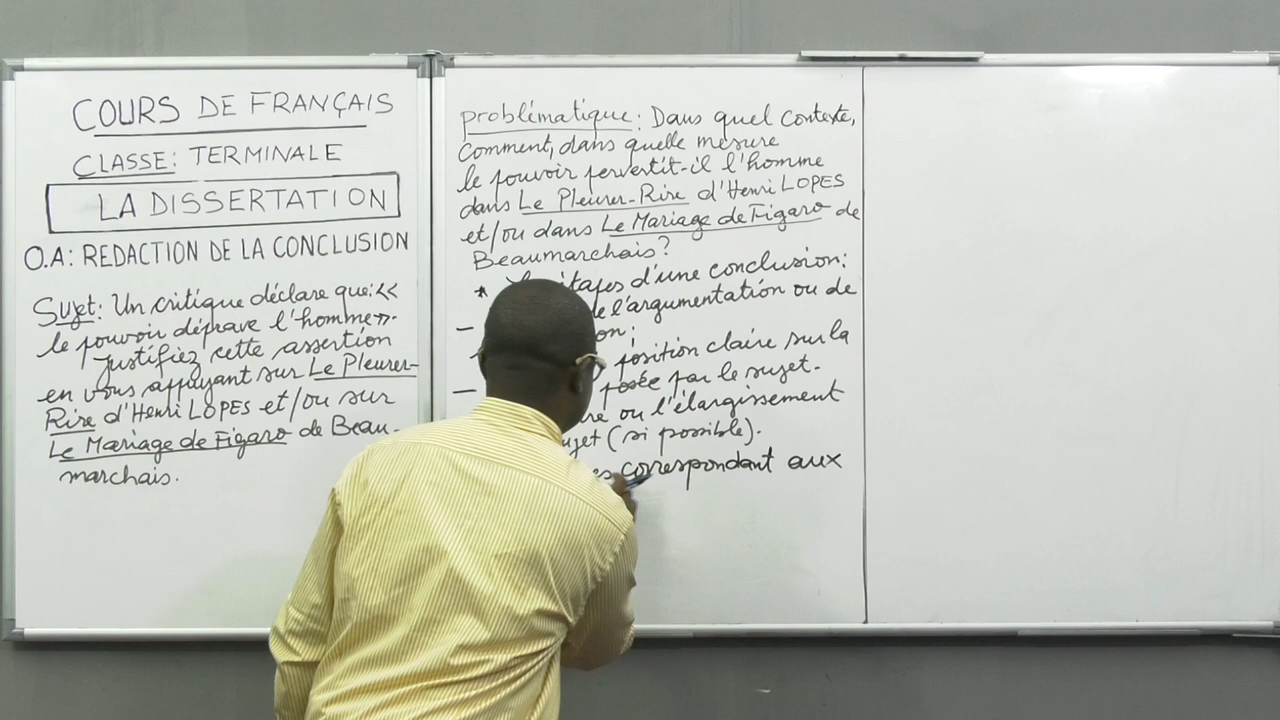 COURS DE FRANÇAIS
CLASSE: TERMINALE
LA DISSERTATION
O.A: REDACTION DE LA CONCLUSION
Sujet: Un critique déclare que: <<
le pouvoir déprave l'homme>>.
Justifiez cette assertion
en vous appuyant sur Le Pleurer-
Rire d'Henri LOPES et/ou sur
Le Mariage de Figaro de Beau-
marchais.
problématique: Dans quel contexte,
comment, dans quelle mesure
le pouvoir pervertit-il l'homme
dans Le Pleurer-Rire d'Henri LOPES
et/ou dans Le Mariage de Figaro de
Beaumarchais?
* d'une conclusion:
— de l'argumentation ou de
on:
position claire sur la
— posée par le sujet.
re ou l'élargissement
sujet (si possible).
es correspondant aux